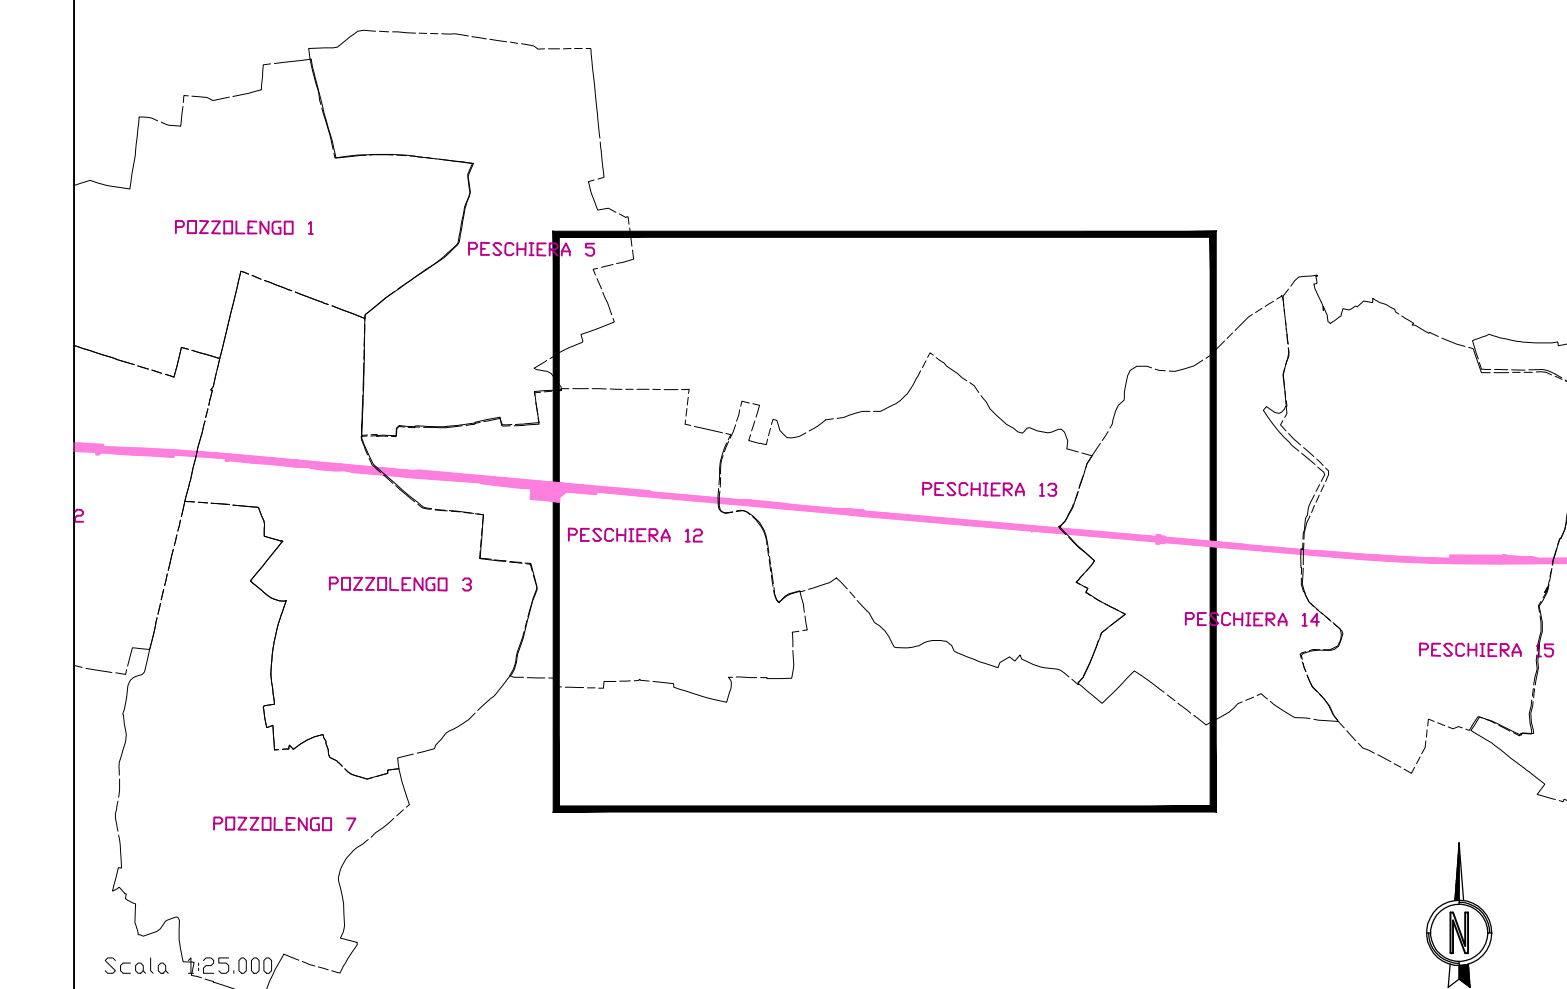 POZZOLENGO 1
PESCHIERA 5
PESCHIERA 13
2
PESCHIERA 12
POZZOLENGO 3
PESCHIERA 14
PESCHIERA 15
POZZOLENGO 7
N
Scala 1:25.000